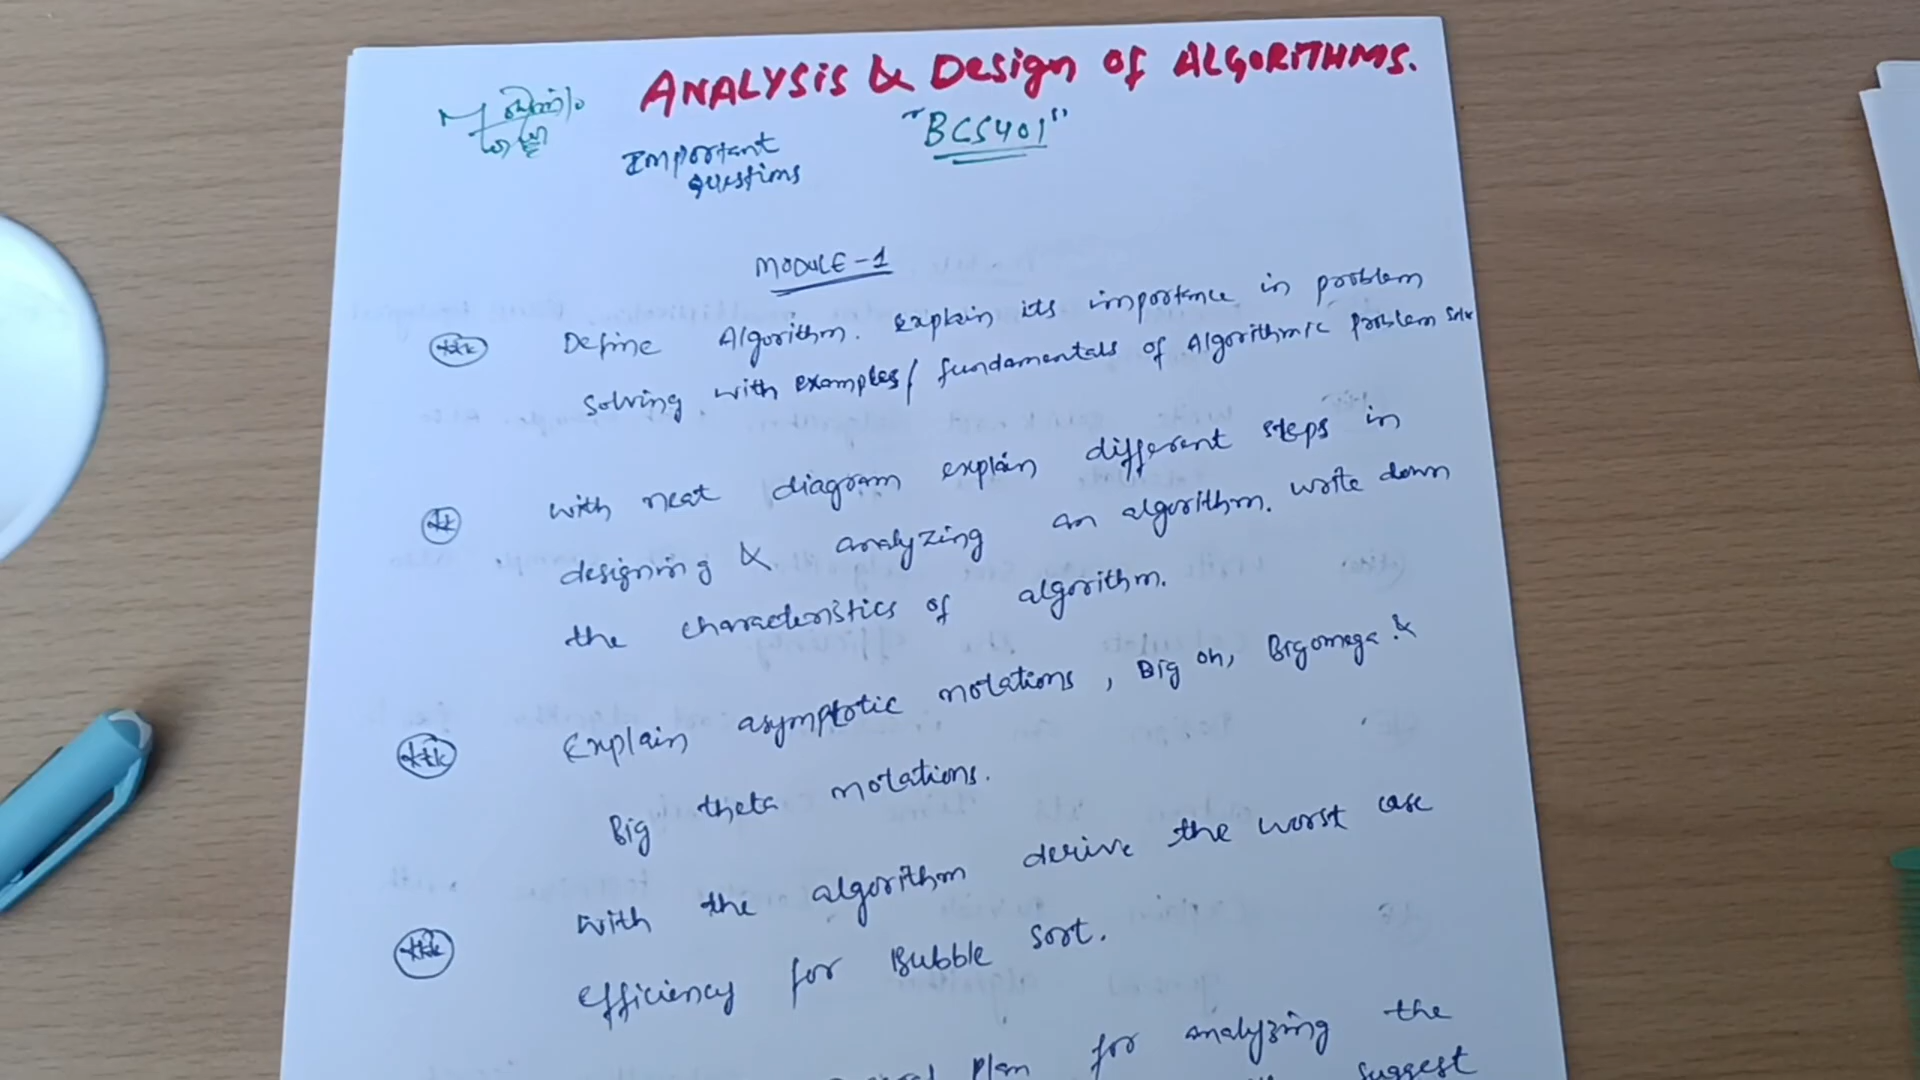 ANALYSIS & Design of ALGORITHMS.
"BCS401"
Important
questions
MODULE-1
*** Define Algorithm. explain its importance in problem
solving with examples/ fundamentals of Algorithmic problem
** with neat diagram explain different steps in
designing & analyzing an algorithm. write down
the characteristics of algorithm.
*** Explain asymptotic notations, Big oh, Big omega &
Big theta notations.
*** with the algorithm derive the worst case
efficiency for Bubble sort.
plan for analyzing the
suggest